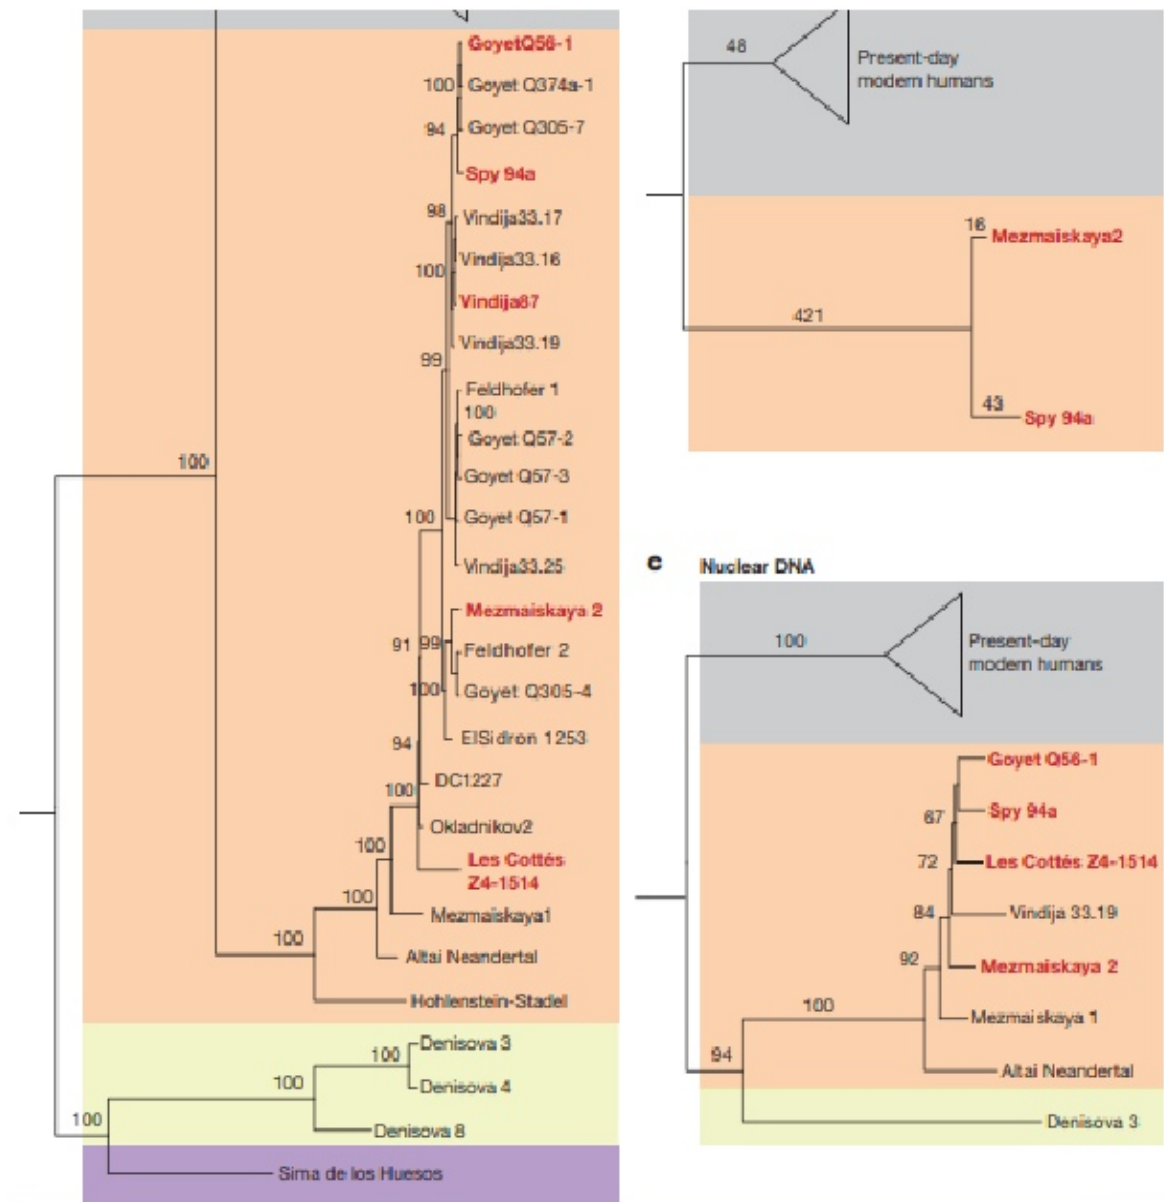 GoyetQ56-1
100
Goyet Q374a-1
94
Goyet Q305-7
Spy 94a
98
Vindija33.17
Vindija33.16
100
Vindija87
Vindija33.19
99
Feldhofer 1
100
Goyet Q57-2
100
Goyet Q57-3
100
Goyet Q57-1
Vindija33.25
Mezmaiskaya 2
91
99
Feldhofer 2
100
Goyet Q305-4
94
ElSidron 1253
100
DC1227
Okladnikov2
100
Les Cottés
Z4-1514
100
Mezmaiskaya1
100
Altai Neandertal
Hohlenstein-Stadel
100
Denisova 3
100
Denisova 4
100
Denisova 8
Sima de los Huesos
48
Present-day
modern humans
16
Mezmaiskaya2
421
43
Spy 94a
e Nuclear DNA
100
Present-day
modern humans
Goyet Q56-1
67
Spy 94a
72
Les Cottés Z4-1514
84
Vindija 33.19
92
Mezmaiskaya 2
100
Mezmaiskaya 1
94
Altai Neandertal
Denisova 3